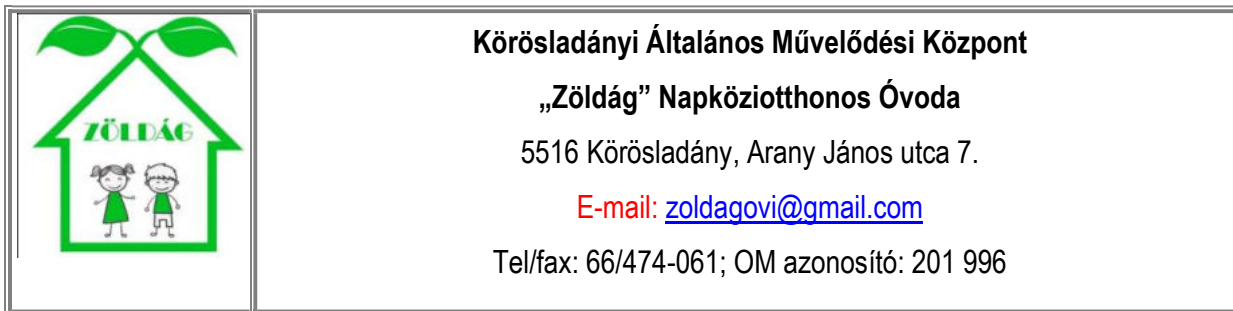 ZÖLDÁG
Körösladányi Általános Művelődési Központ
„Zöldág” Napköziotthonos Óvoda
5516 Körösladány, Arany János utca 7.
E-mail: zoldagovi@gmail.com
Tel/fax: 66/474-061; OM azonosító: 201 996